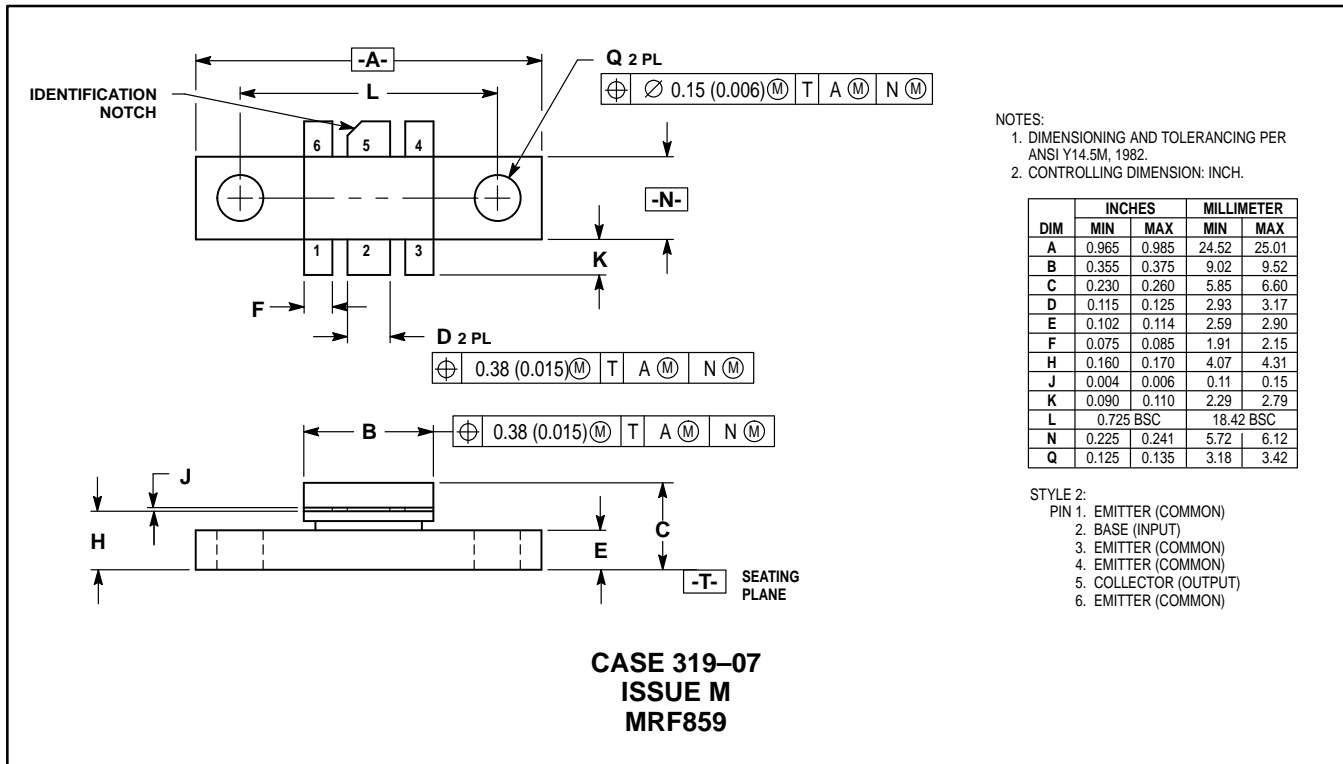 -A-
Q 2 PL
⌖ ∅ 0.15 (0.006) Ⓜ T A Ⓜ N Ⓜ
IDENTIFICATION
NOTCH
L
6 5 4
-N-
1 2 3
K
F
D 2 PL
⌖ 0.38 (0.015) Ⓜ T A Ⓜ N Ⓜ
B
⌖ 0.38 (0.015) Ⓜ T A Ⓜ N Ⓜ
J
H
E
C
-T- SEATING
PLANE
NOTES:
1. DIMENSIONING AND TOLERANCING PER
ANSI Y14.5M, 1982.
2. CONTROLLING DIMENSION: INCH.
INCHES MILLIMETER
DIM MIN MAX MIN MAX
A 0.965 0.985 24.52 25.01
B 0.355 0.375 9.02 9.52
C 0.230 0.260 5.85 6.60
D 0.115 0.125 2.93 3.17
E 0.102 0.114 2.59 2.90
F 0.075 0.085 1.91 2.15
H 0.160 0.170 4.07 4.31
J 0.004 0.006 0.11 0.15
K 0.090 0.110 2.29 2.79
L 0.725 BSC 18.42 BSC
N 0.225 0.241 5.72 6.12
Q 0.125 0.135 3.18 3.42
STYLE 2:
PIN 1. EMITTER (COMMON)
2. BASE (INPUT)
3. EMITTER (COMMON)
4. EMITTER (COMMON)
5. COLLECTOR (OUTPUT)
6. EMITTER (COMMON)
CASE 319–07
ISSUE M
MRF859